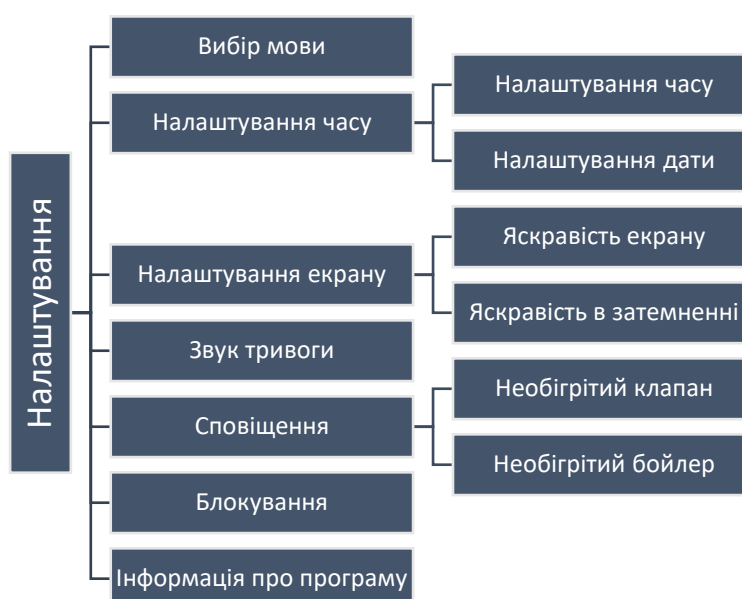 Налаштування
Вибір мови
Налаштування часу
Налаштування часу
Налаштування дати
Налаштування екрану
Яскравість екрану
Яскравість в затемненні
Звук тривоги
Сповіщення
Необігрітий клапан
Необігрітий бойлер
Блокування
Інформація про програму